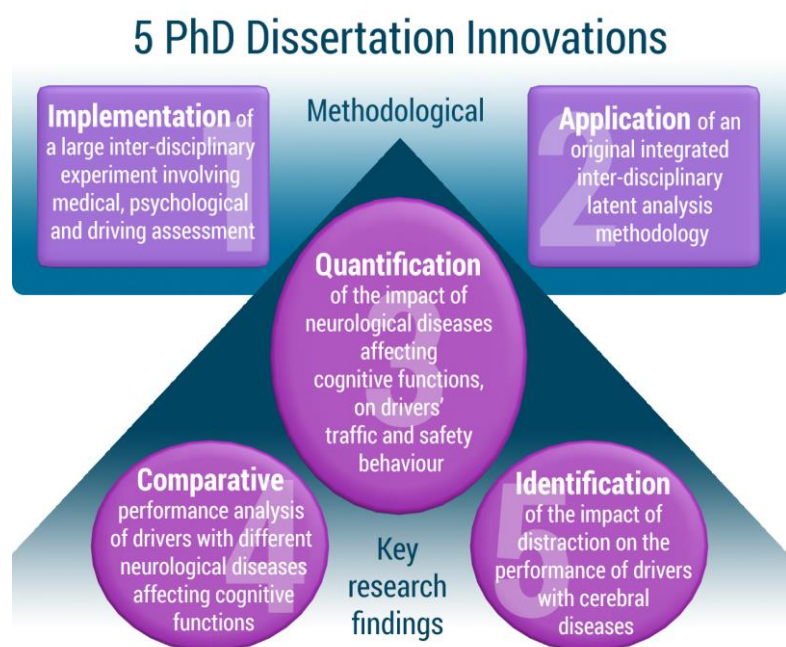 5 PhD Dissertation Innovations
Methodological
1
Implementation of
a large inter-disciplinary
experiment involving
medical, psychological
and driving assessment
2
Application of an
original integrated
inter-disciplinary
latent analysis
methodology
3
Quantification
of the impact of
neurological diseases
affecting
cognitive functions,
on drivers’
traffic and safety
behaviour
4
Comparative
performance analysis
of drivers with different
neurological diseases
affecting cognitive
functions
Key
research
findings
5
Identification
of the impact of
distraction on the
performance of drivers
with cerebral
diseases